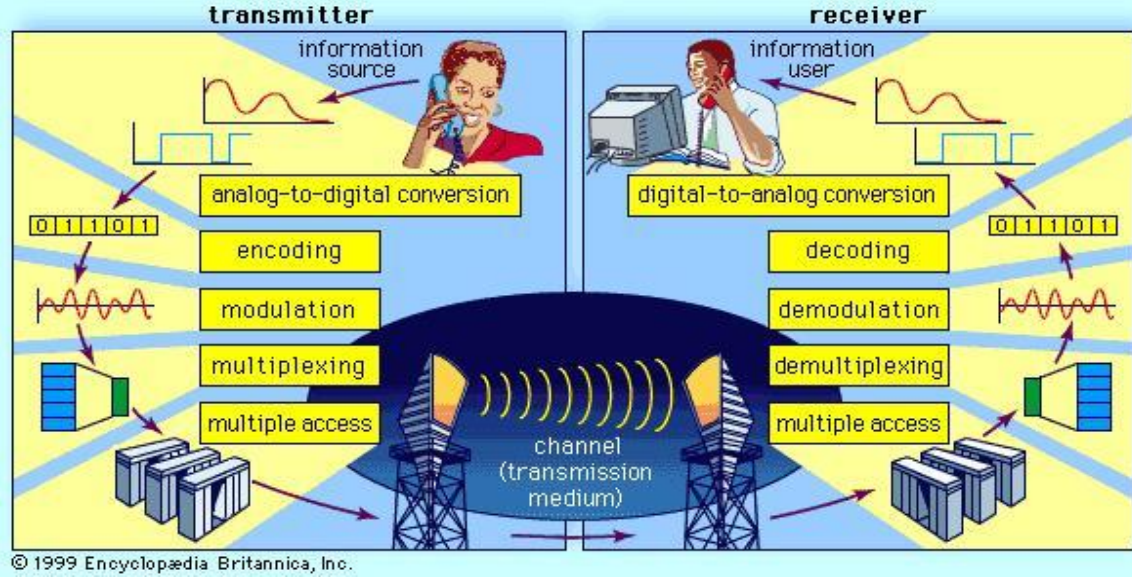 transmitter
receiver
information
source
information
user
analog-to-digital conversion
digital-to-analog conversion
0 1 1 0 1
0 1 1 0 1
encoding
decoding
modulation
demodulation
multiplexing
demultiplexing
multiple access
multiple access
channel
(transmission
medium)
© 1999 Encyclopædia Britannica, Inc.